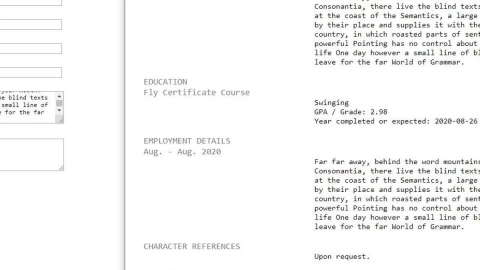 Consonantia, there live the blind texts
at the coast of the Semantics, a large
by their place and supplies it with the
country, in which roasted parts of sent
powerful Pointing has no control about
life One day however a small line of bl
leave for the far World of Grammar.
e blind texts
small line of
e for the far
EDUCATION
Fly Certificate Course
Swinging
GPA / Grade: 2.98
Year completed or expected: 2020-08-26
EMPLOYMENT DETAILS
Aug. - Aug. 2020
Far far away, behind the word mountains
Consonantia, there live the blind texts
at the coast of the Semantics, a large
by their place and supplies it with the
country, in which roasted parts of sent
powerful Pointing has no control about
life One day however a small line of bl
leave for the far World of Grammar.
CHARACTER REFERENCES
Upon request.